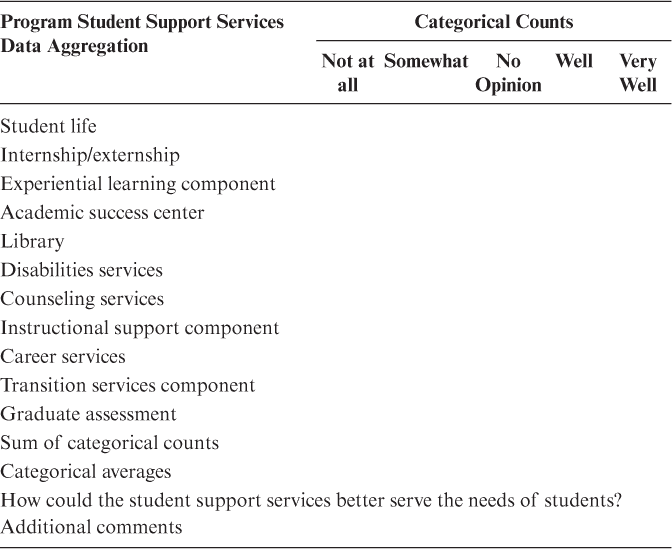 Program Student Support Services Categorical Counts
Data Aggregation
Not at Somewhat No Well Very
all Opinion Well
Student life
Internship/externship
Experiential learning component
Academic success center
Library
Disabilities services
Counseling services
Instructional support component
Career services
Transition services component
Graduate assessment
Sum of categorical counts
Categorical averages
How could the student support services better serve the needs of students?
Additional comments